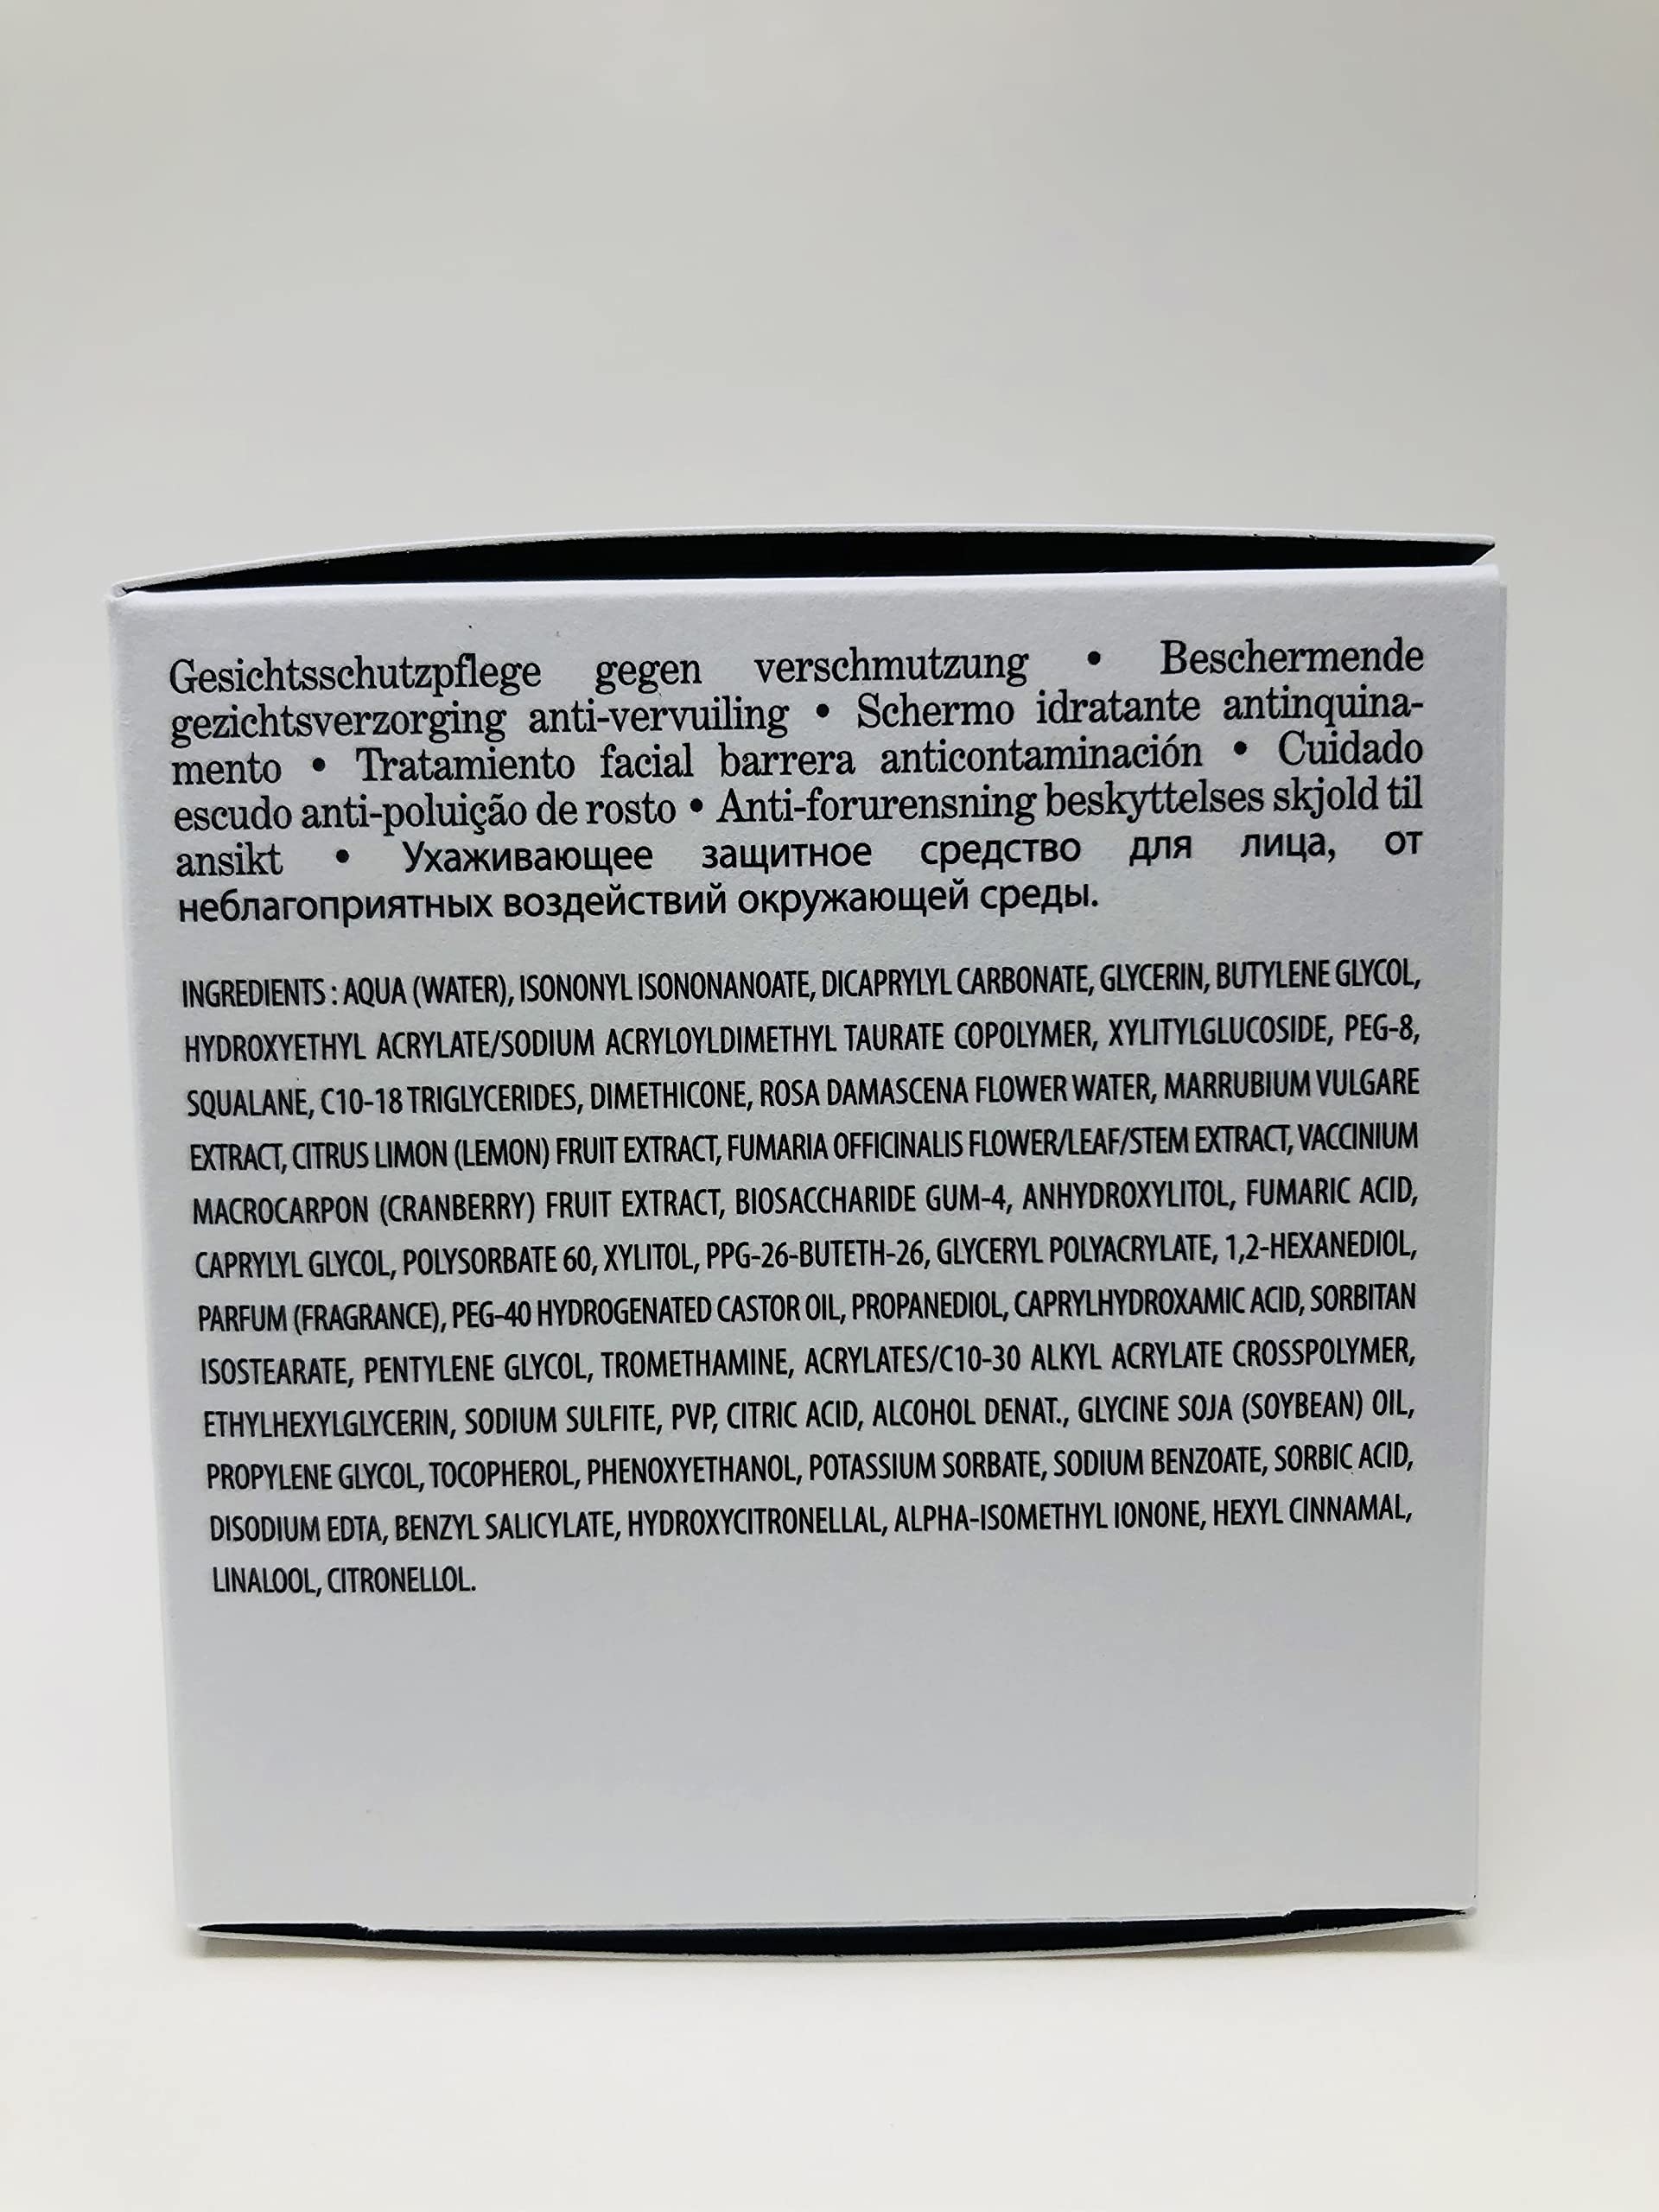 Gesichtsschutzpflege gegen verschmutzung • Beschermende
gezichtsverzorging anti-vervuiling • Schermo idratante antinquina-
mento • Tratamiento facial barrera anticontaminación • Cuidado
escudo anti-poluição de rosto • Anti-forurensning beskyttelses skjold til
ansikt • Ухаживающее защитное средство для лица, от
неблагоприятных воздействий окружающей среды.
INGREDIENTS : AQUA (WATER), ISONONYL ISONONANOATE, DICAPRYLYL CARBONATE, GLYCERIN, BUTYLENE GLYCOL,
HYDROXYETHYL ACRYLATE/SODIUM ACRYLOYLDIMETHYL TAURATE COPOLYMER, XYLITYLGLUCOSIDE, PEG-8,
SQUALANE, C10-18 TRIGLYCERIDES, DIMETHICONE, ROSA DAMASCENA FLOWER WATER, MARRUBIUM VULGARE
EXTRACT, CITRUS LIMON (LEMON) FRUIT EXTRACT, FUMARIA OFFICINALIS FLOWER/LEAF/STEM EXTRACT, VACCINIUM
MACROCARPON (CRANBERRY) FRUIT EXTRACT, BIOSACCHARIDE GUM-4, ANHYDROXYLITOL, FUMARIC ACID,
CAPRYLYL GLYCOL, POLYSORBATE 60, XYLITOL, PPG-26-BUTETH-26, GLYCERYL POLYACRYLATE, 1,2-HEXANEDIOL,
PARFUM (FRAGRANCE), PEG-40 HYDROGENATED CASTOR OIL, PROPANEDIOL, CAPRYLHYDROXAMIC ACID, SORBITAN
ISOSTEARATE, PENTYLENE GLYCOL, TROMETHAMINE, ACRYLATES/C10-30 ALKYL ACRYLATE CROSSPOLYMER,
ETHYLHEXYLGLYCERIN, SODIUM SULFITE, PVP, CITRIC ACID, ALCOHOL DENAT., GLYCINE SOJA (SOYBEAN) OIL,
PROPYLENE GLYCOL, TOCOPHEROL, PHENOXYETHANOL, POTASSIUM SORBATE, SODIUM BENZOATE, SORBIC ACID,
DISODIUM EDTA, BENZYL SALICYLATE, HYDROXYCITRONELLAL, ALPHA-ISOMETHYL IONONE, HEXYL CINNAMAL,
LINALOOL, CITRONELLOL.